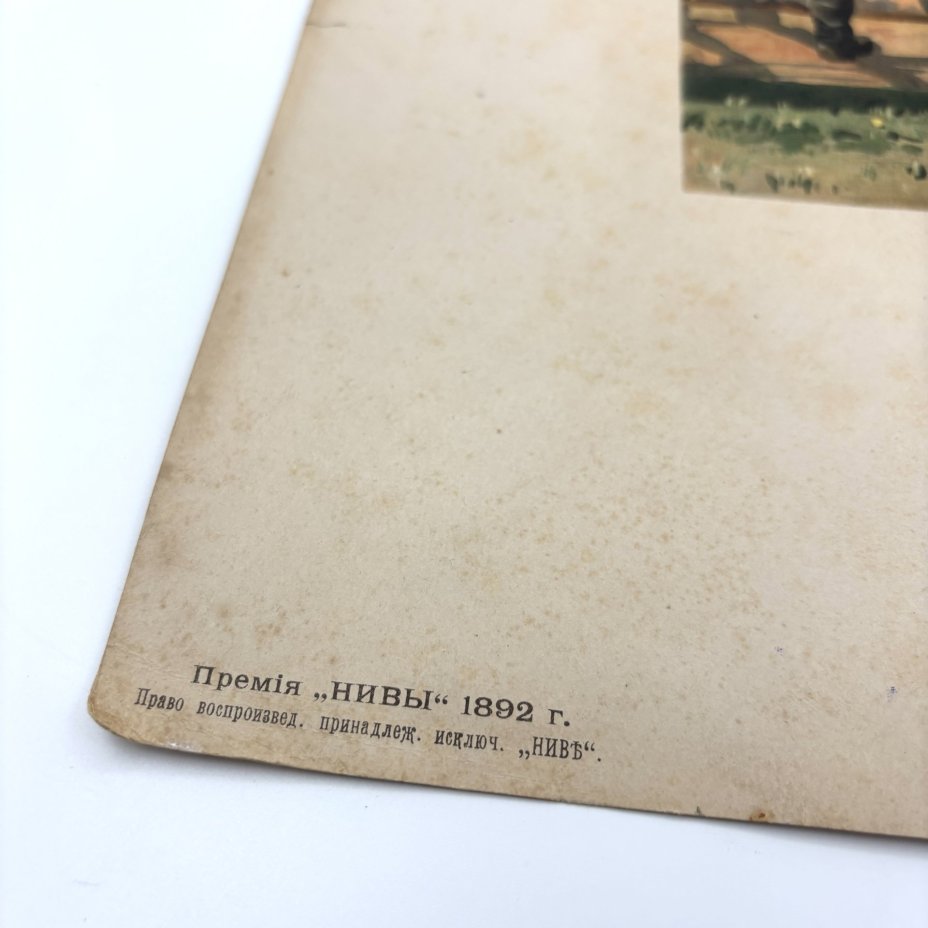 Премія „НИВЫ“ 1892 г.
Право воспроизвед. принадлеж. исключ. „НИВѢ“.